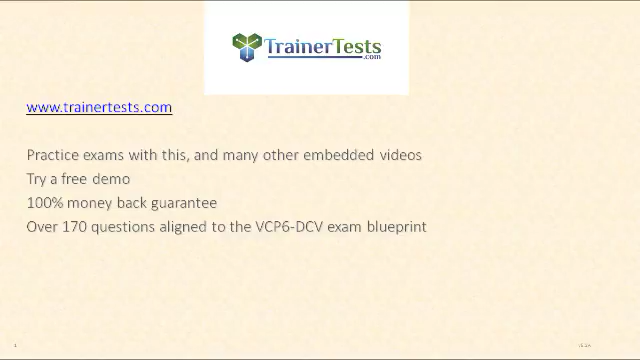 TrainerTests
.com
www.trainertests.com
Practice exams with this, and many other embedded videos
Try a free demo
100% money back guarantee
Over 170 questions aligned to the VCP6-DCV exam blueprint
1